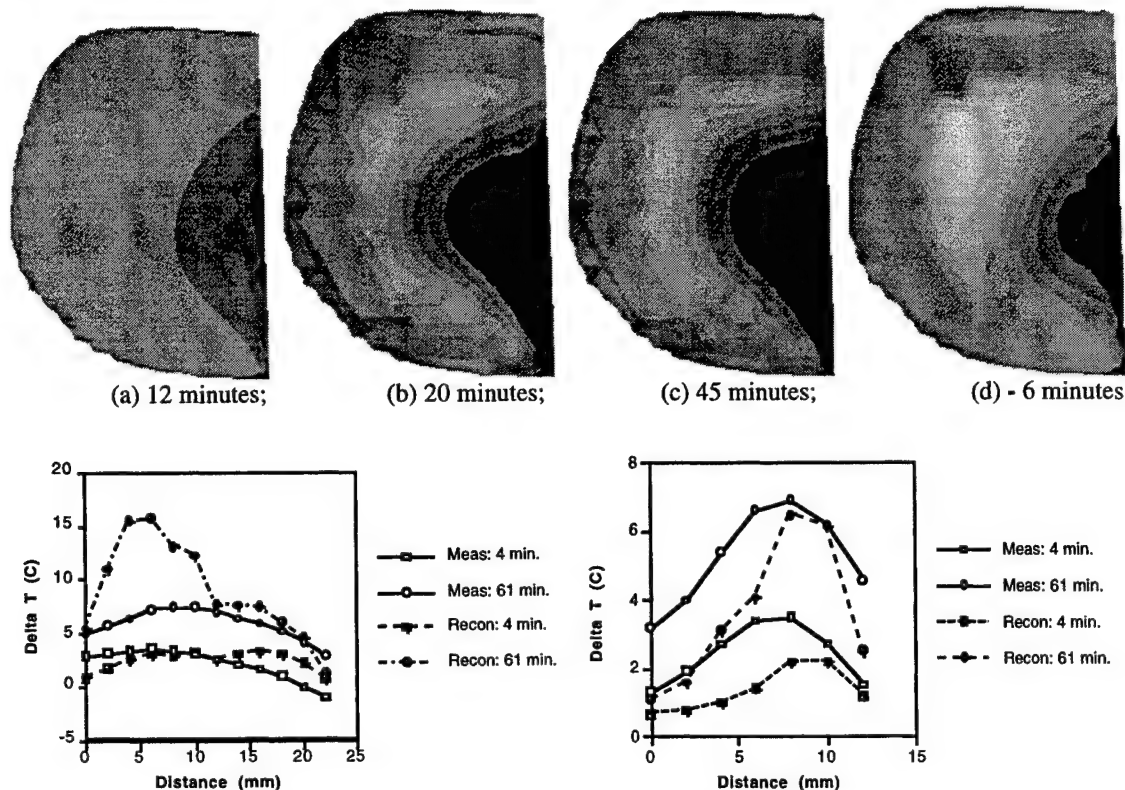 (a) 12 minutes;
(b) 20 minutes;
(c) 45 minutes;
(d) - 6 minutes
20
15
10
5
0
-5
Delta T (C)
0
5
10
15
20
25
Distance (mm)
Meas: 4 min.
Meas: 61 min.
Recon: 4 min.
Recon: 61 min.
8
6
4
2
0
Delta T (C)
0
5
10
15
Distance (mm)
Meas: 4 min.
Meas: 61 min.
Recon: 4 min.
Recon: 61 min.